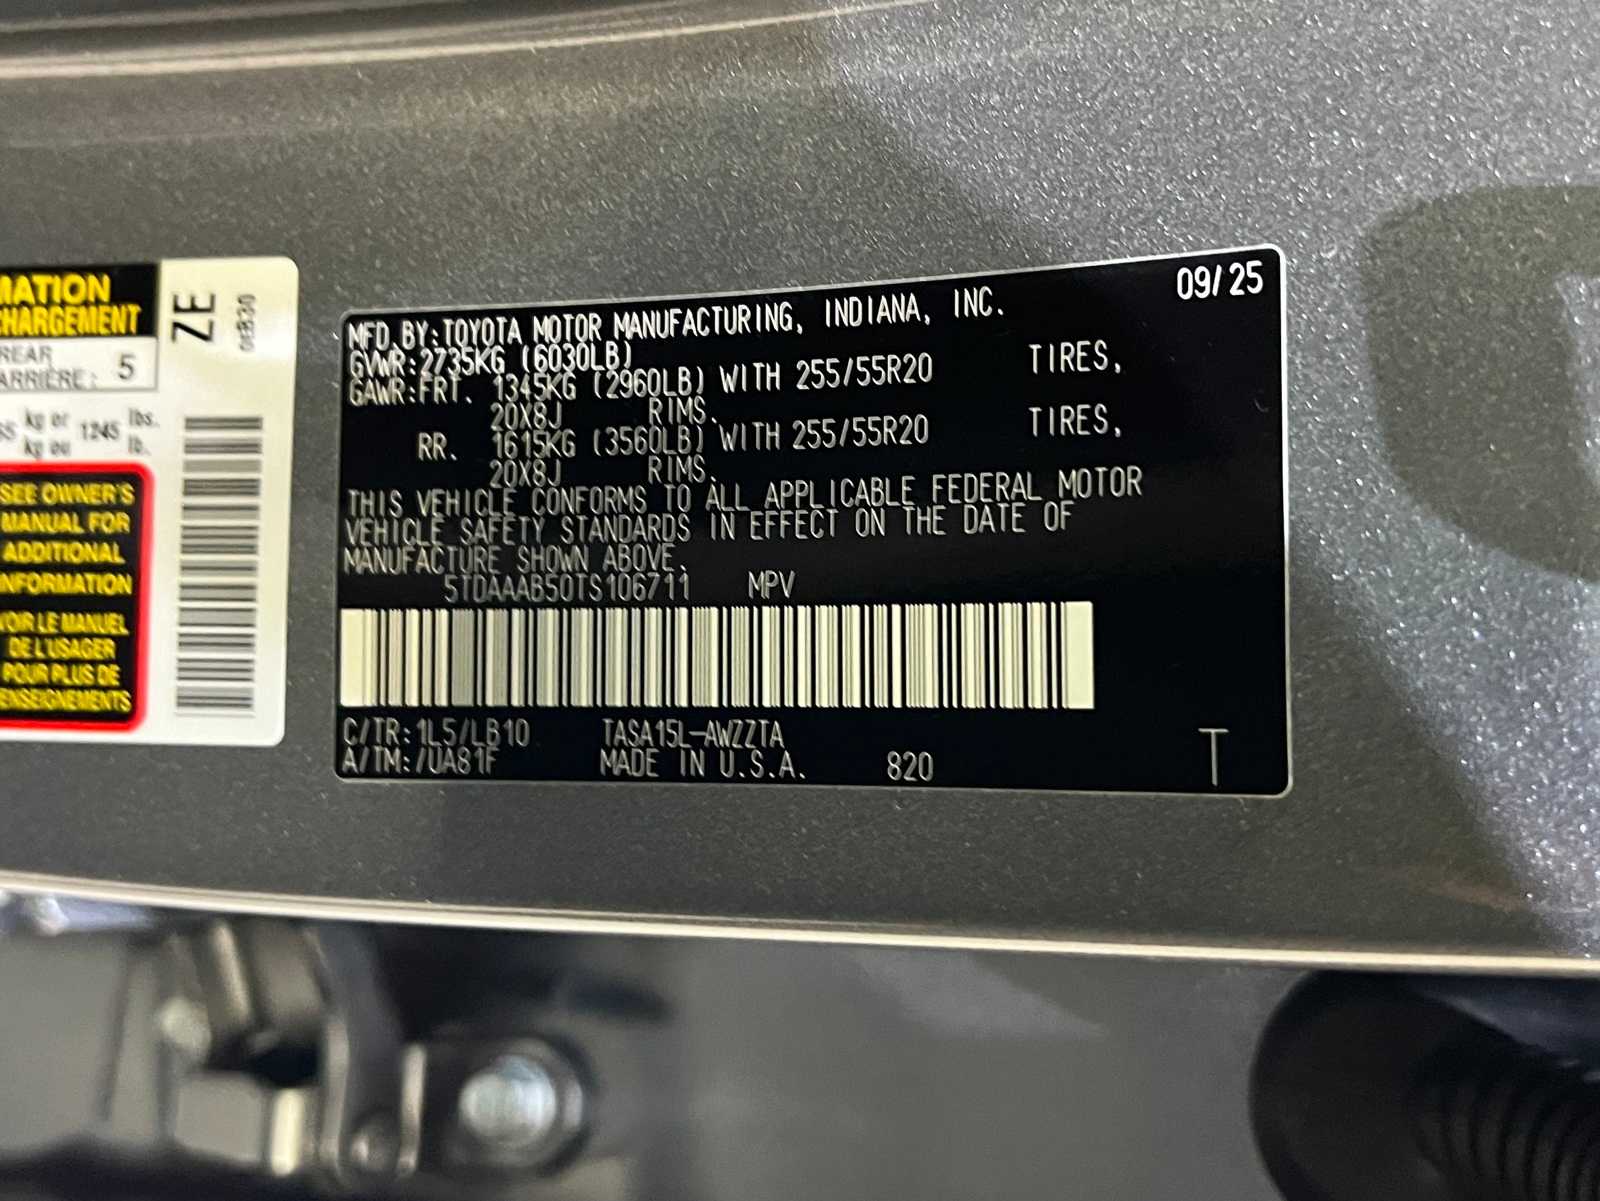 MATION
CHARGEMENT
REAR
ARRIÈRE: 5
kg or 1245 lbs.
kg ou lb.
SEE OWNER'S
MANUAL FOR
ADDITIONAL
INFORMATION
VOIR LE MANUEL
DE L'USAGER
POUR PLUS DE
RENSEIGNEMENTS
ZE
09/25
MFD.BY:TOYOTA MOTOR MANUFACTURING, INDIANA, INC.
GVWR:2735KG (6030LB)
GAWR:FRT. 1345KG (2960LB) WITH 255/55R20 TIRES,
20X8J RIMS.
RR. 1615KG (3560LB) WITH 255/55R20 TIRES,
20X8J RIMS.
THIS VEHICLE CONFORMS TO ALL APPLICABLE FEDERAL MOTOR
VEHICLE SAFETY STANDARDS IN EFFECT ON THE DATE OF
MANUFACTURE SHOWN ABOVE.
5TDAAAB50TS106711 MPV
C/TR:1L5/LB10 TASA15L-AWZZTA
A/TM:/UA81F MADE IN U.S.A. 820
T